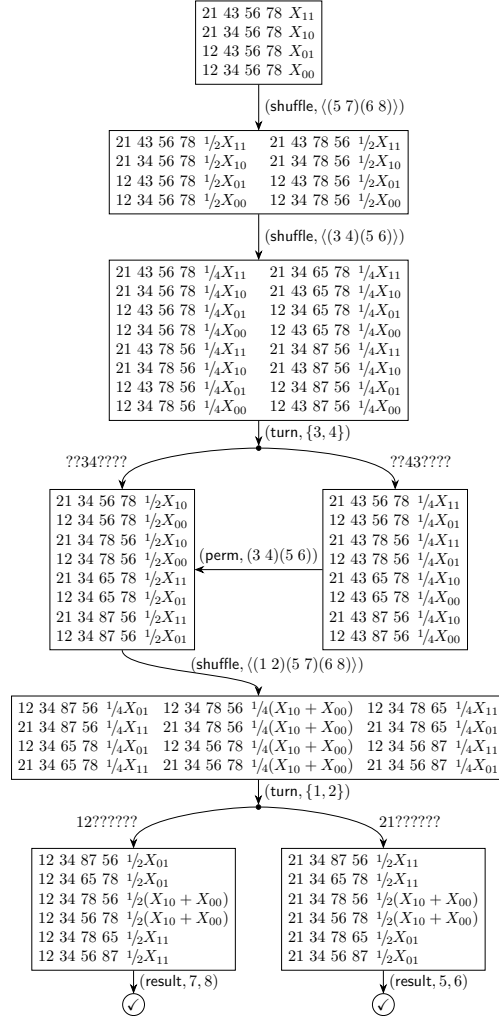 21 43 56 78 X₁₁
21 34 56 78 X₁₀
12 43 56 78 X₀₁
12 34 56 78 X₀₀
(shuffle, ⟨(5 7)(6 8)⟩)
21 43 56 78 1/2X₁₁ 21 43 78 56 1/2X₁₁
21 34 56 78 1/2X₁₀ 21 34 78 56 1/2X₁₀
12 43 56 78 1/2X₀₁ 12 43 78 56 1/2X₀₁
12 34 56 78 1/2X₀₀ 12 34 78 56 1/2X₀₀
(shuffle, ⟨(3 4)(5 6)⟩)
21 43 56 78 1/4X₁₁ 21 34 65 78 1/4X₁₁
21 34 56 78 1/4X₁₀ 21 43 65 78 1/4X₁₀
12 43 56 78 1/4X₀₁ 12 34 65 78 1/4X₀₁
12 34 56 78 1/4X₀₀ 12 43 65 78 1/4X₀₀
21 43 78 56 1/4X₁₁ 21 34 87 56 1/4X₁₁
21 34 78 56 1/4X₁₀ 21 43 87 56 1/4X₁₀
12 43 78 56 1/4X₀₁ 12 34 87 56 1/4X₀₁
12 34 78 56 1/4X₀₀ 12 43 87 56 1/4X₀₀
(turn, {3, 4})
??34????
??43????
21 34 56 78 1/2X₁₀
12 34 56 78 1/2X₀₀
21 34 78 56 1/2X₁₀
12 34 78 56 1/2X₀₀
21 34 65 78 1/2X₁₁
12 34 65 78 1/2X₀₁
21 34 87 56 1/2X₁₁
12 34 87 56 1/2X₀₁
(perm, (3 4)(5 6))
21 43 56 78 1/4X₁₁
12 43 56 78 1/4X₀₁
21 43 78 56 1/4X₁₁
12 43 78 56 1/4X₀₁
21 43 65 78 1/4X₁₀
12 43 65 78 1/4X₀₀
21 43 87 56 1/4X₁₀
12 43 87 56 1/4X₀₀
(shuffle, ⟨(1 2)(5 7)(6 8)⟩)
12 34 87 56 1/4X₀₁ 12 34 78 56 1/4(X₁₀ + X₀₀) 12 34 78 65 1/4X₁₁
21 34 87 56 1/4X₁₁ 21 34 78 56 1/4(X₁₀ + X₀₀) 21 34 78 65 1/4X₀₁
12 34 65 78 1/4X₀₁ 12 34 56 78 1/4(X₁₀ + X₀₀) 12 34 56 87 1/4X₁₁
21 34 65 78 1/4X₁₁ 21 34 56 78 1/4(X₁₀ + X₀₀) 21 34 56 87 1/4X₀₁
(turn, {1, 2})
12??????
21??????
12 34 87 56 1/2X₀₁
12 34 65 78 1/2X₀₁
12 34 78 56 1/2(X₁₀ + X₀₀)
12 34 56 78 1/2(X₁₀ + X₀₀)
12 34 78 65 1/2X₁₁
12 34 56 87 1/2X₁₁
21 34 87 56 1/2X₁₁
21 34 65 78 1/2X₁₁
21 34 78 56 1/2(X₁₀ + X₀₀)
21 34 56 78 1/2(X₁₀ + X₀₀)
21 34 78 65 1/2X₀₁
21 34 56 87 1/2X₀₁
(result, 7, 8)
(result, 5, 6)
✓
✓